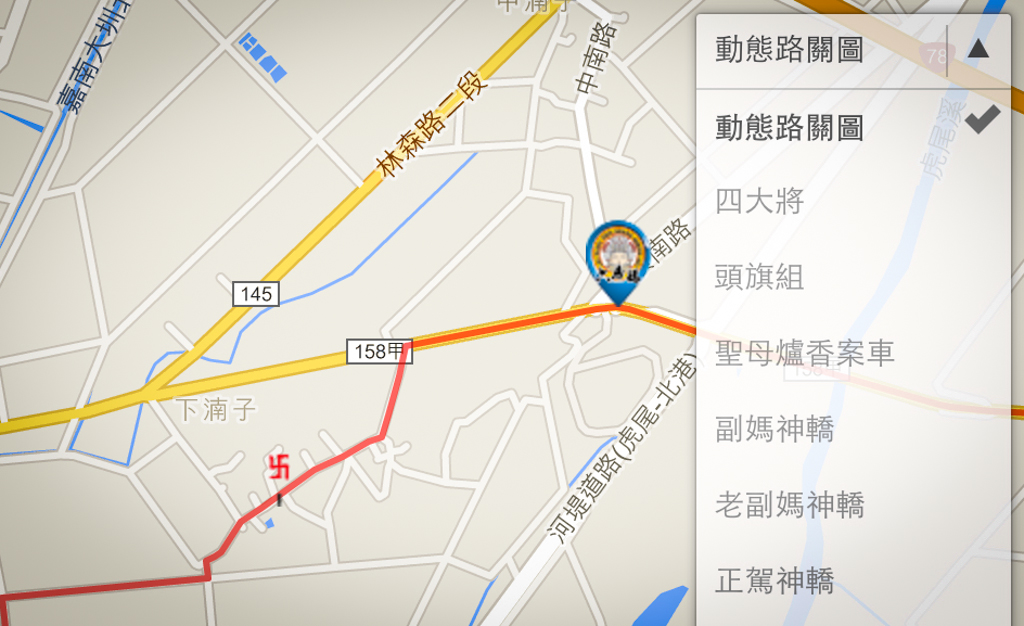 中湳子
嘉南大圳北
林森路二段
中南路
南路
145
158甲
下湳子
卍
河堤道路(虎尾--北港)
78
虎尾溪
158甲
動態路關圖
▲
動態路關圖
四大將
頭旗組
聖母爐香案車
副媽神轎
老副媽神轎
正駕神轎